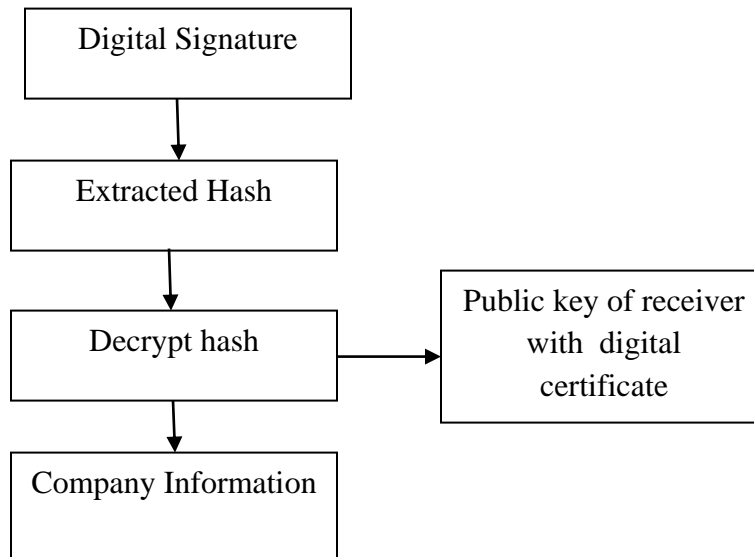 Digital Signature
Extracted Hash
Decrypt hash
Public key of receiver
with digital
certificate
Company Information